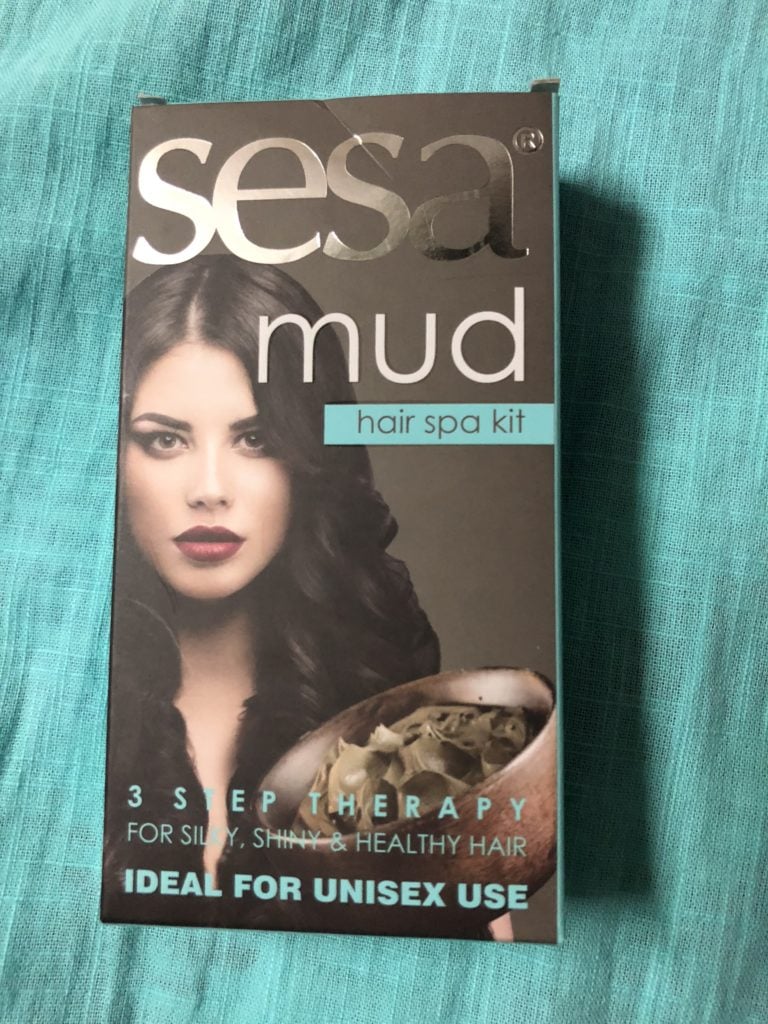 sesa®
mud
hair spa kit
3 STEP THERAPY
FOR SILKY, SHINY & HEALTHY HAIR
IDEAL FOR UNISEX USE